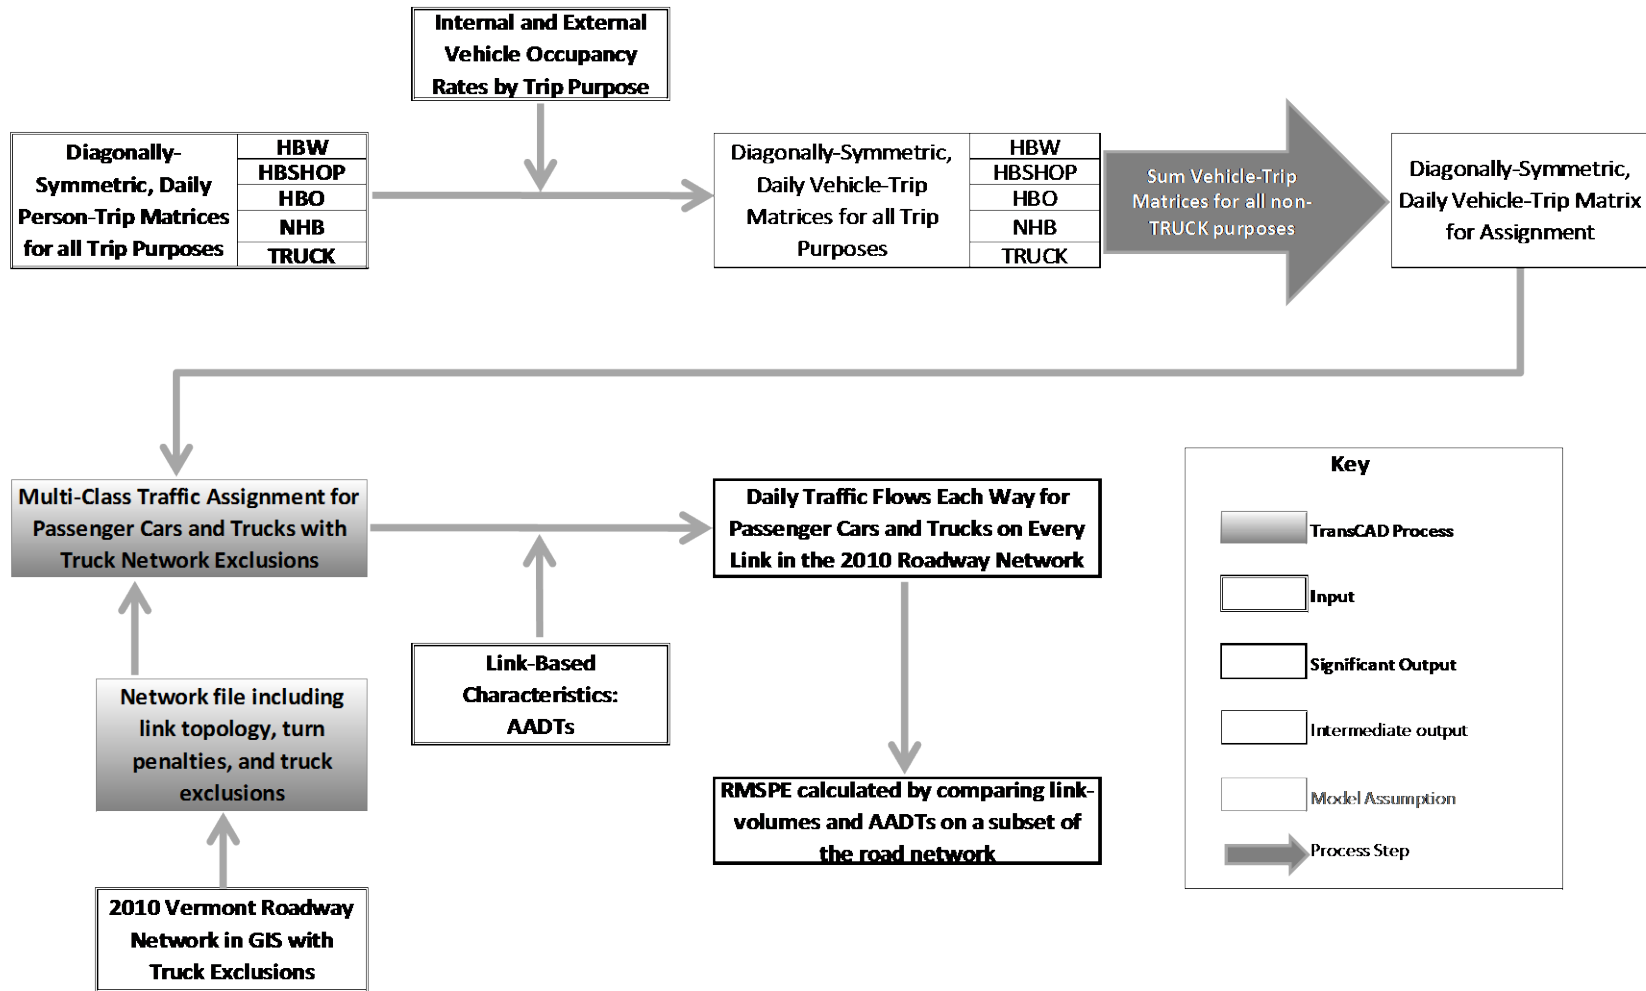 Internal and External
Vehicle Occupancy
Rates by Trip Purpose
Diagonally-
Symmetric, Daily
Person-Trip Matrices
for all Trip Purposes
HBW
HBSHOP
HBO
NHB
TRUCK
Diagonally-Symmetric,
Daily Vehicle-Trip
Matrices for all Trip
Purposes
HBW
HBSHOP
HBO
NHB
TRUCK
Sum Vehicle-Trip
Matrices for all non-
TRUCK purposes
Diagonally-Symmetric,
Daily Vehicle-Trip Matrix
for Assignment
Multi-Class Traffic Assignment for
Passenger Cars and Trucks with
Truck Network Exclusions
Daily Traffic Flows Each Way for
Passenger Cars and Trucks on Every
Link in the 2010 Roadway Network
Link-Based
Characteristics:
AADTs
Network file including
link topology, turn
penalties, and truck
exclusions
RMSPE calculated by comparing link-
volumes and AADTs on a subset of
the road network
2010 Vermont Roadway
Network in GIS with
Truck Exclusions
Key
TransCAD Process
Input
Significant Output
Intermediate output
Model Assumption
Process Step